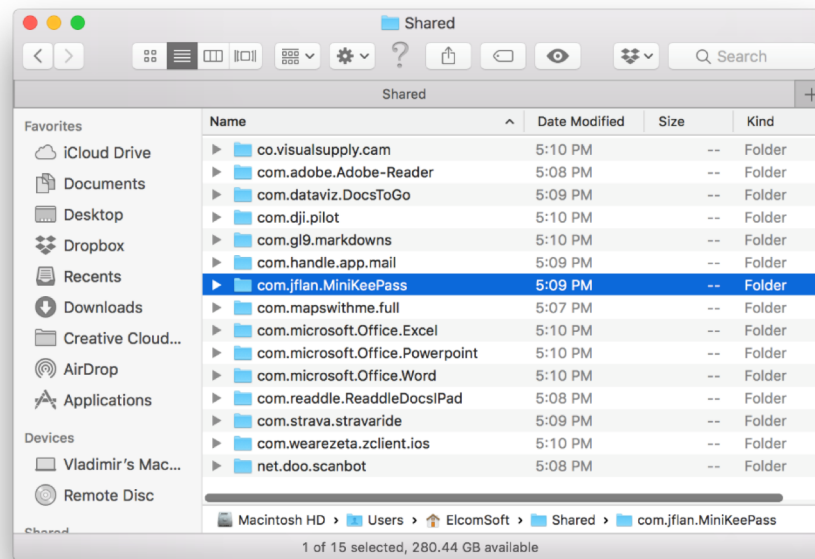 Shared
Search
Shared
Favorites
iCloud Drive
Documents
Desktop
Dropbox
Recents
Downloads
Creative Cloud...
AirDrop
Applications
Devices
Vladimir's Mac...
Remote Disc
Shared
Name Date Modified Size Kind
co.visualsupply.cam 5:10 PM -- Folder
com.adobe.Adobe-Reader 5:08 PM -- Folder
com.dataviz.DocsToGo 5:09 PM -- Folder
com.dji.pilot 5:10 PM -- Folder
com.gl9.markdowns 5:10 PM -- Folder
com.handle.app.mail 5:09 PM -- Folder
com.jflan.MiniKeePass 5:09 PM -- Folder
com.mapswithme.full 5:07 PM -- Folder
com.microsoft.Office.Excel 5:10 PM -- Folder
com.microsoft.Office.Powerpoint 5:10 PM -- Folder
com.microsoft.Office.Word 5:10 PM -- Folder
com.readdle.ReaddleDocsIPad 5:08 PM -- Folder
com.strava.stravaride 5:09 PM -- Folder
com.wearezeta.zclient.ios 5:10 PM -- Folder
net.doo.scanbot 5:08 PM -- Folder
Macintosh HD › Users › ElcomSoft › Shared › com.jflan.MiniKeePass
1 of 15 selected, 280.44 GB available